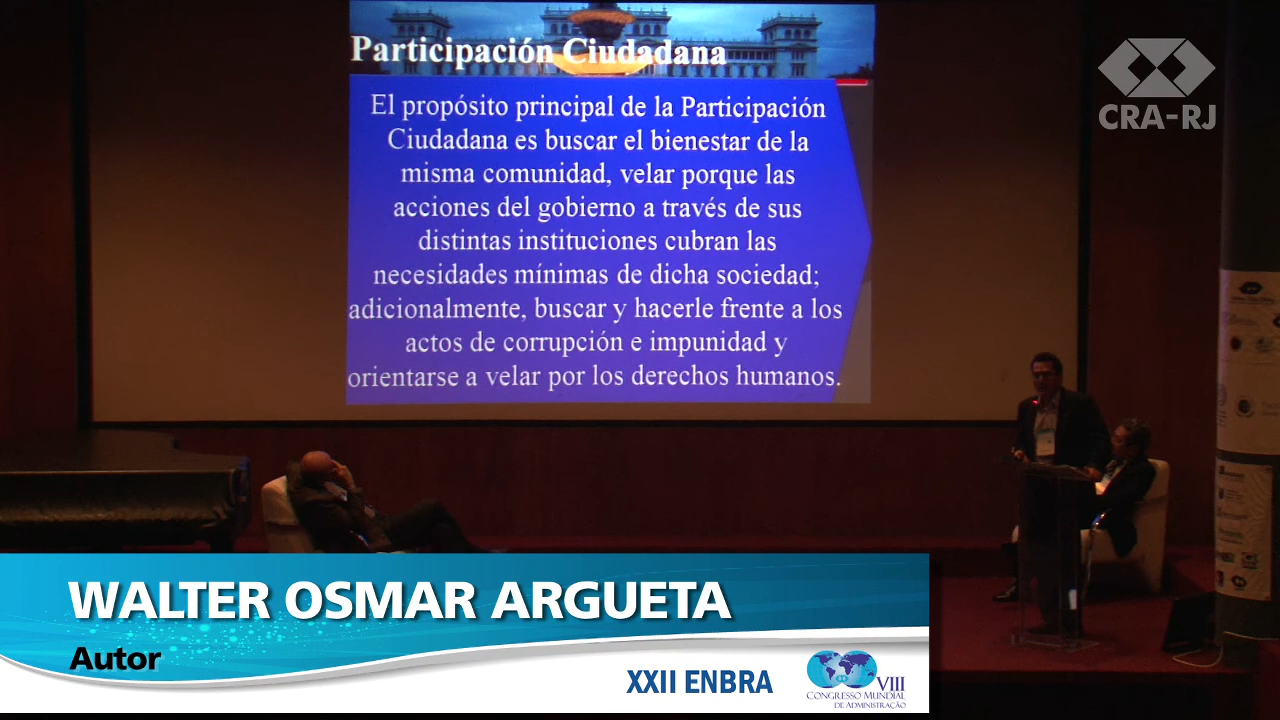 Participación Ciudadana
El propósito principal de la Participación
Ciudadana es buscar el bienestar de la
misma comunidad, velar porque las
acciones del gobierno a través de sus
distintas instituciones cubran las
necesidades mínimas de dicha sociedad;
adicionalmente, buscar y hacerle frente a los
actos de corrupción e impunidad y
orientarse a velar por los derechos humanos.
CRA-RJ
WALTER OSMAR ARGUETA
Autor
XXII ENBRA
VIII
CONGRESSO MUNDIAL
DE ADMINISTRAÇÃO